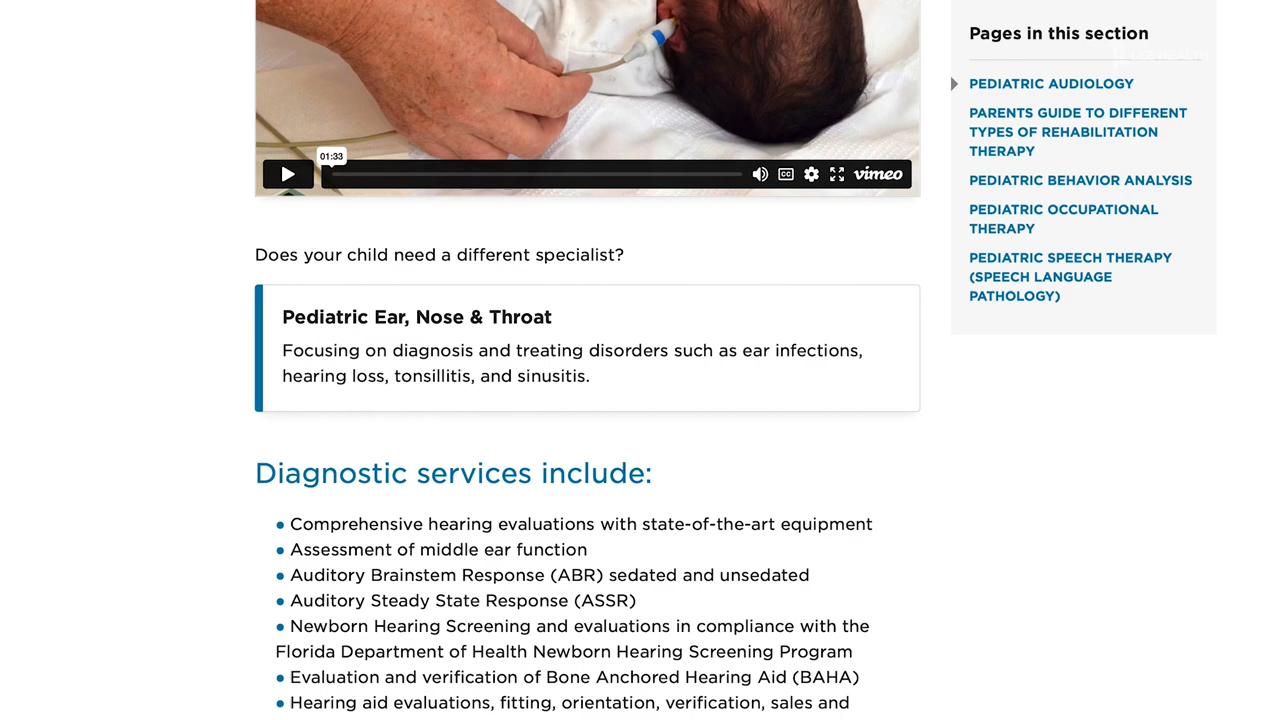 Pages in this section
PEDIATRIC AUDIOLOGY
PARENTS GUIDE TO DIFFERENT
TYPES OF REHABILITATION
THERAPY
PEDIATRIC BEHAVIOR ANALYSIS
PEDIATRIC OCCUPATIONAL
THERAPY
PEDIATRIC SPEECH THERAPY
(SPEECH LANGUAGE
PATHOLOGY)
01:33
CC
vimeo
Does your child need a different specialist?
Pediatric Ear, Nose & Throat
Focusing on diagnosis and treating disorders such as ear infections,
hearing loss, tonsillitis, and sinusitis.
Diagnostic services include:
• Comprehensive hearing evaluations with state-of-the-art equipment
• Assessment of middle ear function
• Auditory Brainstem Response (ABR) sedated and unsedated
• Auditory Steady State Response (ASSR)
• Newborn Hearing Screening and evaluations in compliance with the
Florida Department of Health Newborn Hearing Screening Program
• Evaluation and verification of Bone Anchored Hearing Aid (BAHA)
• Hearing aid evaluations, fitting, orientation, verification, sales and